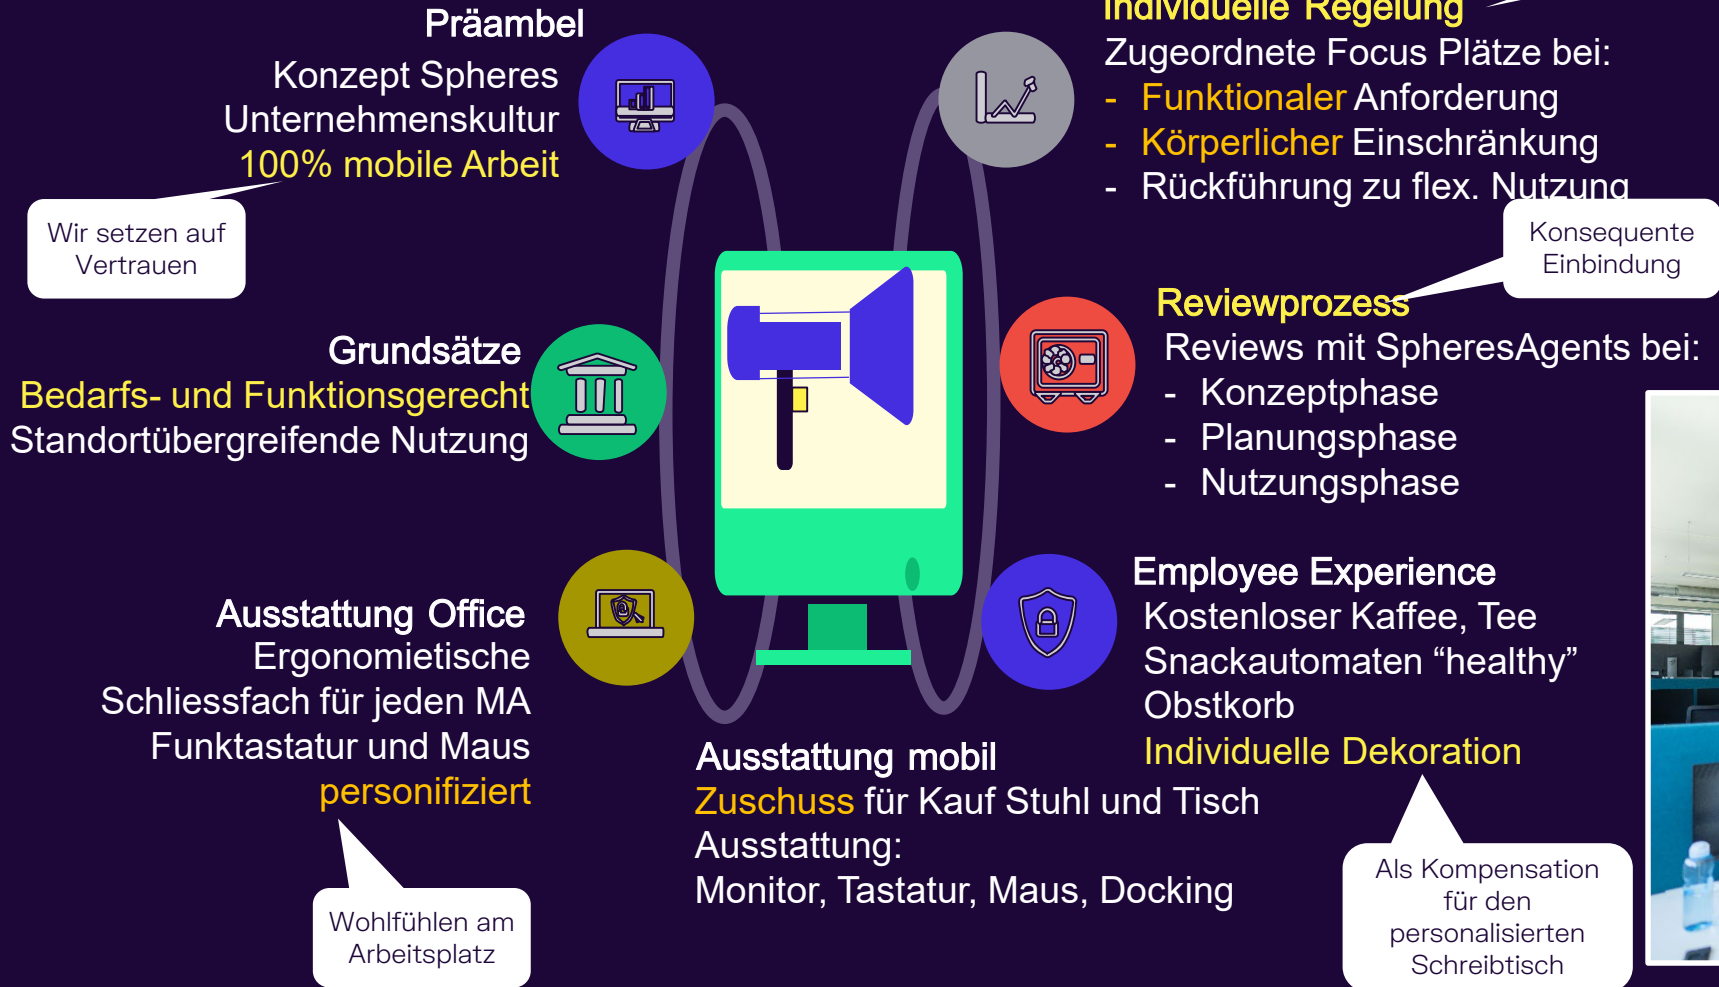 Präambel
Konzept Spheres
Unternehmenskultur
100% mobile Arbeit
Wir setzen auf
Vertrauen
Grundsätze
Bedarfs- und Funktionsgerecht
Standortübergreifende Nutzung
Ausstattung Office
Ergonomietische
Schliessfach für jeden MA
Funktastatur und Maus
personifiziert
Wohlfühlen am
Arbeitsplatz
Ausstattung mobil
Zuschuss für Kauf Stuhl und Tisch
Ausstattung:
Monitor, Tastatur, Maus, Docking
Individuelle Regelung
Zugeordnete Focus Plätze bei:
- Funktionaler Anforderung
- Körperlicher Einschränkung
- Rückführung zu flex. Nutzung
Konsequente
Einbindung
Reviewprozess
Reviews mit SpheresAgents bei:
- Konzeptphase
- Planungsphase
- Nutzungsphase
Employee Experience
Kostenloser Kaffee, Tee
Snackautomaten “healthy”
Obstkorb
Individuelle Dekoration
Als Kompensation
für den
personalisierten
Schreibtisch